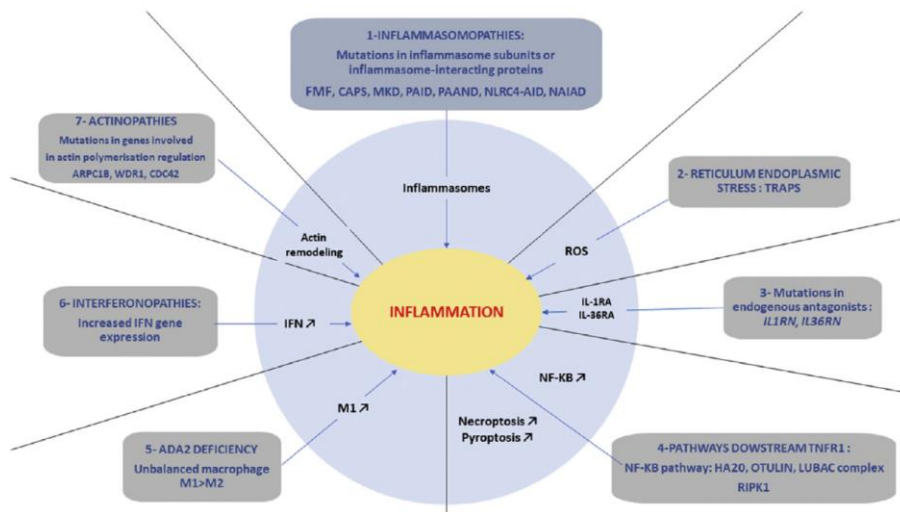 1-INFLAMMASOMOPATHIES:
Mutations in inflammasome subunits or
inflammasome-interacting proteins
FMF, CAPS, MKD, PAID, PAAND, NLRC4-AID, NAIAD
7- ACTINOPATHIES
Mutations in genes involved
in actin polymerisation regulation
ARPC1B, WDR1, CDC42
2- RETICULUM ENDOPLASMIC
STRESS : TRAPS
Inflammasomes
Actin
remodeling
ROS
INFLAMMATION
IL-1RA
IL-36RA
3- Mutations in
endogenous antagonists :
IL1RN, IL36RN
6- INTERFERONOPATHIES:
Increased IFN gene
expression
IFN ↗
NF-KB ↗
M1 ↗
Necroptosis ↗
Pyroptosis ↗
5- ADA2 DEFICIENCY
Unbalanced macrophage
M1>M2
4-PATHWAYS DOWSTREAM TNFR1 :
NF-KB pathway: HA20, OTULIN, LUBAC complex
RIPK1